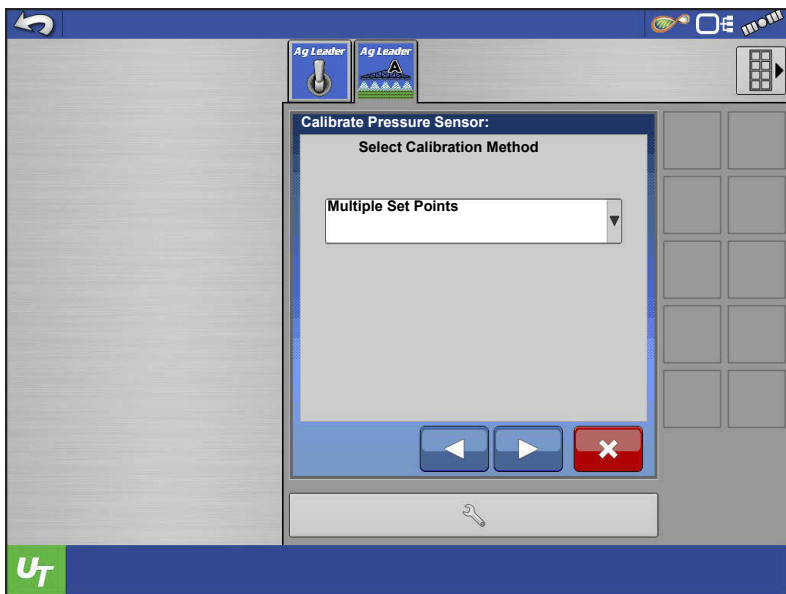 Ag Leader
Ag Leader
A
Calibrate Pressure Sensor:
Select Calibration Method
Multiple Set Points
UT